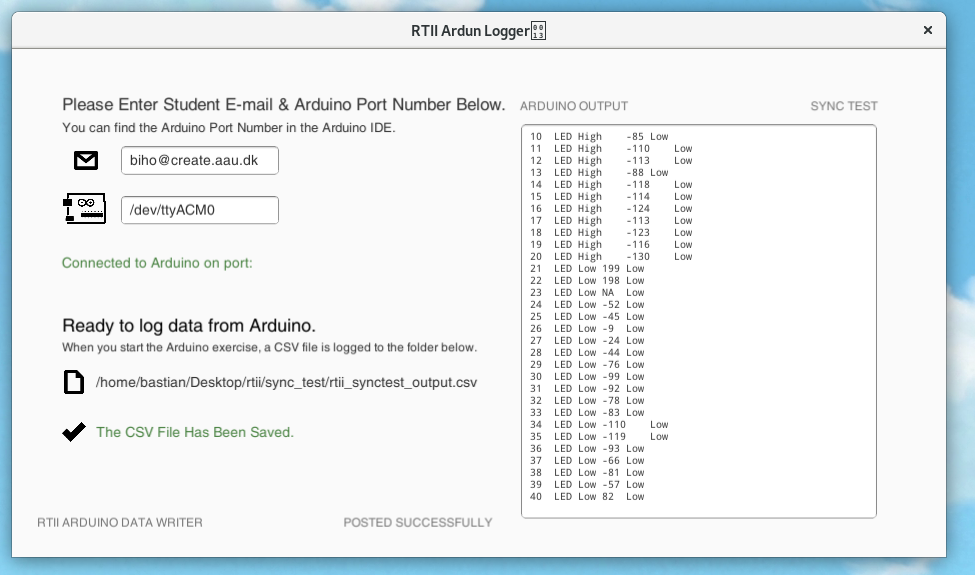 RTII Ardun Logger
×
Please Enter Student E-mail & Arduino Port Number Below.
You can find the Arduino Port Number in the Arduino IDE.
biho@create.aau.dk
/dev/ttyACM0
Connected to Arduino on port:
Ready to log data from Arduino.
When you start the Arduino exercise, a CSV file is logged to the folder below.
/home/bastian/Desktop/rtii/sync_test/rtii_synctest_output.csv
The CSV File Has Been Saved.
RTII ARDUINO DATA WRITER
POSTED SUCCESSFULLY
ARDUINO OUTPUT
SYNC TEST
10 LED High -85 Low
11 LED High -110 Low
12 LED High -113 Low
13 LED High -88 Low
14 LED High -118 Low
15 LED High -114 Low
16 LED High -124 Low
17 LED High -113 Low
18 LED High -123 Low
19 LED High -116 Low
20 LED High -130 Low
21 LED Low 199 Low
22 LED Low 198 Low
23 LED Low NA Low
24 LED Low -52 Low
25 LED Low -45 Low
26 LED Low -9 Low
27 LED Low -24 Low
28 LED Low -44 Low
29 LED Low -76 Low
30 LED Low -99 Low
31 LED Low -92 Low
32 LED Low -78 Low
33 LED Low -83 Low
34 LED Low -110 Low
35 LED Low -119 Low
36 LED Low -93 Low
37 LED Low -66 Low
38 LED Low -81 Low
39 LED Low -57 Low
40 LED Low 82 Low